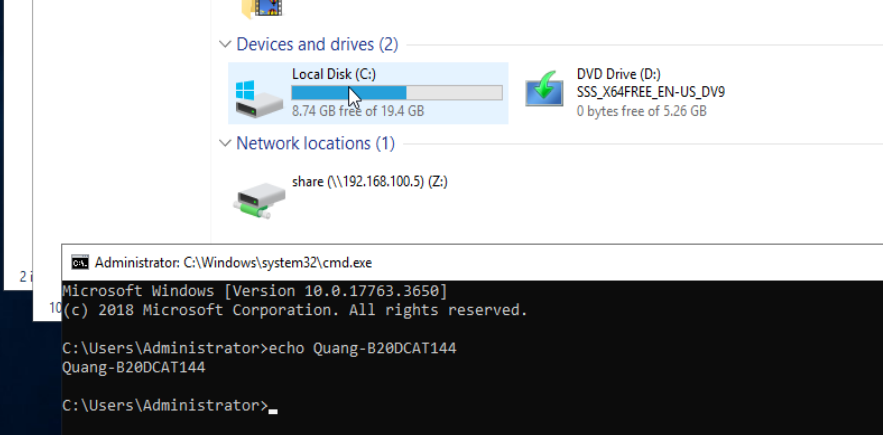 Devices and drives (2)
Local Disk (C:)
8.74 GB free of 19.4 GB
DVD Drive (D:)
SSS_X64FREE_EN-US_DV9
0 bytes free of 5.26 GB
Network locations (1)
share (\\192.168.100.5) (Z:)
2 i
10
Administrator: C:\Windows\system32\cmd.exe
Microsoft Windows [Version 10.0.17763.3650]
(c) 2018 Microsoft Corporation. All rights reserved.
C:\Users\Administrator>echo Quang-B20DCAT144
Quang-B20DCAT144
C:\Users\Administrator>